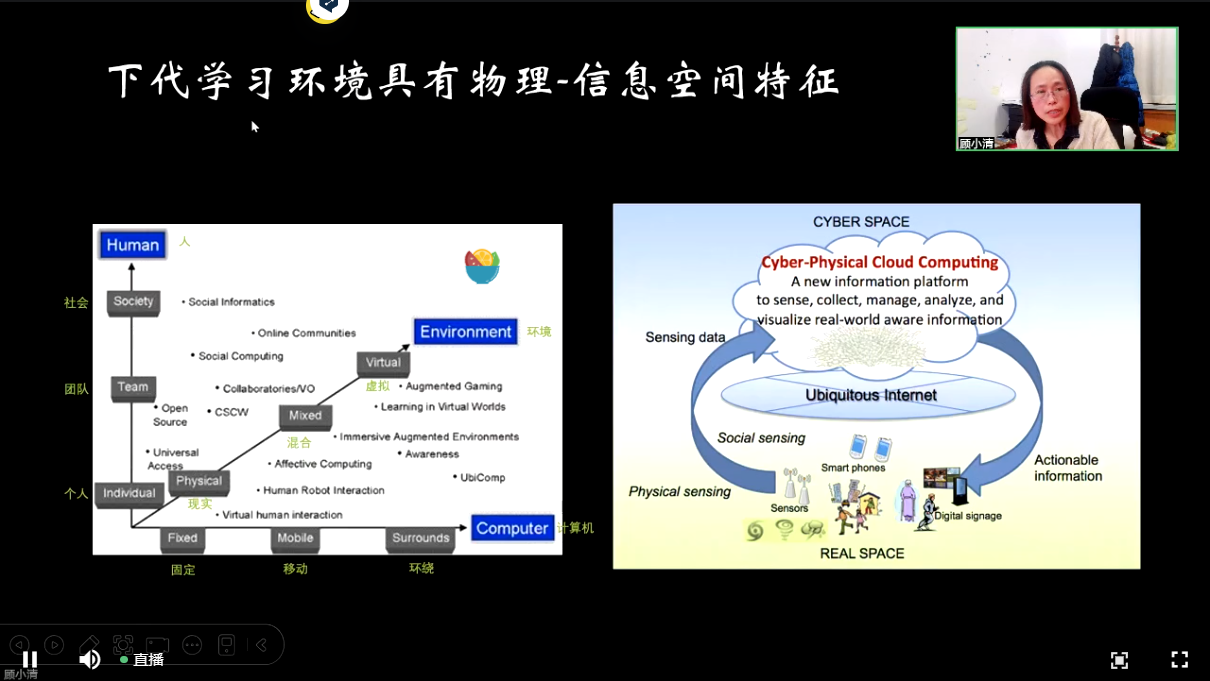 下代学习环境具有物理-信息空间特征
顾小清
Human
人
社会
Society
• Social Informatics
• Online Communities
Environment
环境
• Social Computing
Virtual
虚拟
团队
Team
• Collaboratories/VO
• Augmented Gaming
• Open
Source
• CSCW
Mixed
混合
• Learning in Virtual Worlds
• Immersive Augmented Environments
• Universal
Access
• Affective Computing
• Awareness
个人
Individual
Physical
现实
• Human Robot Interaction
• UbiComp
• Virtual human interaction
Computer
计算机
Fixed
Mobile
Surrounds
固定
移动
环绕
CYBER SPACE
Cyber-Physical Cloud Computing
A new information platform
to sense, collect, manage, analyze, and
visualize real-world aware information
Sensing data
Ubiquitous Internet
Social sensing
Smart phones
Physical sensing
Sensors
Actionable
information
Digital signage
REAL SPACE
直播
顾小清